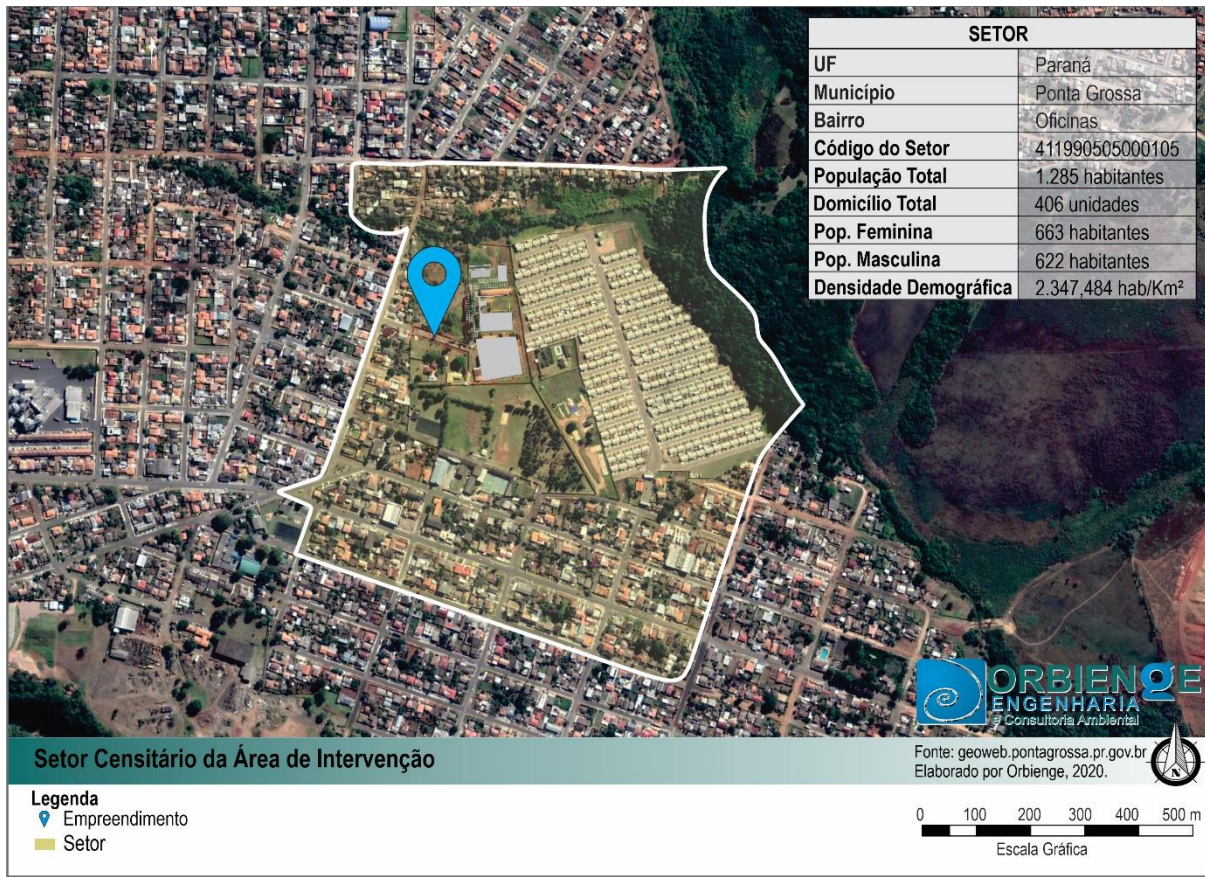 SETOR
UF Paraná
Município Ponta Grossa
Bairro Oficinas
Código do Setor 411990505000105
População Total 1.285 habitantes
Domicílio Total 406 unidades
Pop. Feminina 663 habitantes
Pop. Masculina 622 habitantes
Densidade Demográfica 2.347,484 hab/Km²
ORBIENGE
ENGENHARIA
e Consultoria Ambiental
Setor Censitário da Área de Intervenção
Fonte: geoweb.pontagrossa.pr.gov.br
Elaborado por Orbienge, 2020.
N
Legenda
Empreendimento
Setor
0 100 200 300 400 500 m
Escala Gráfica